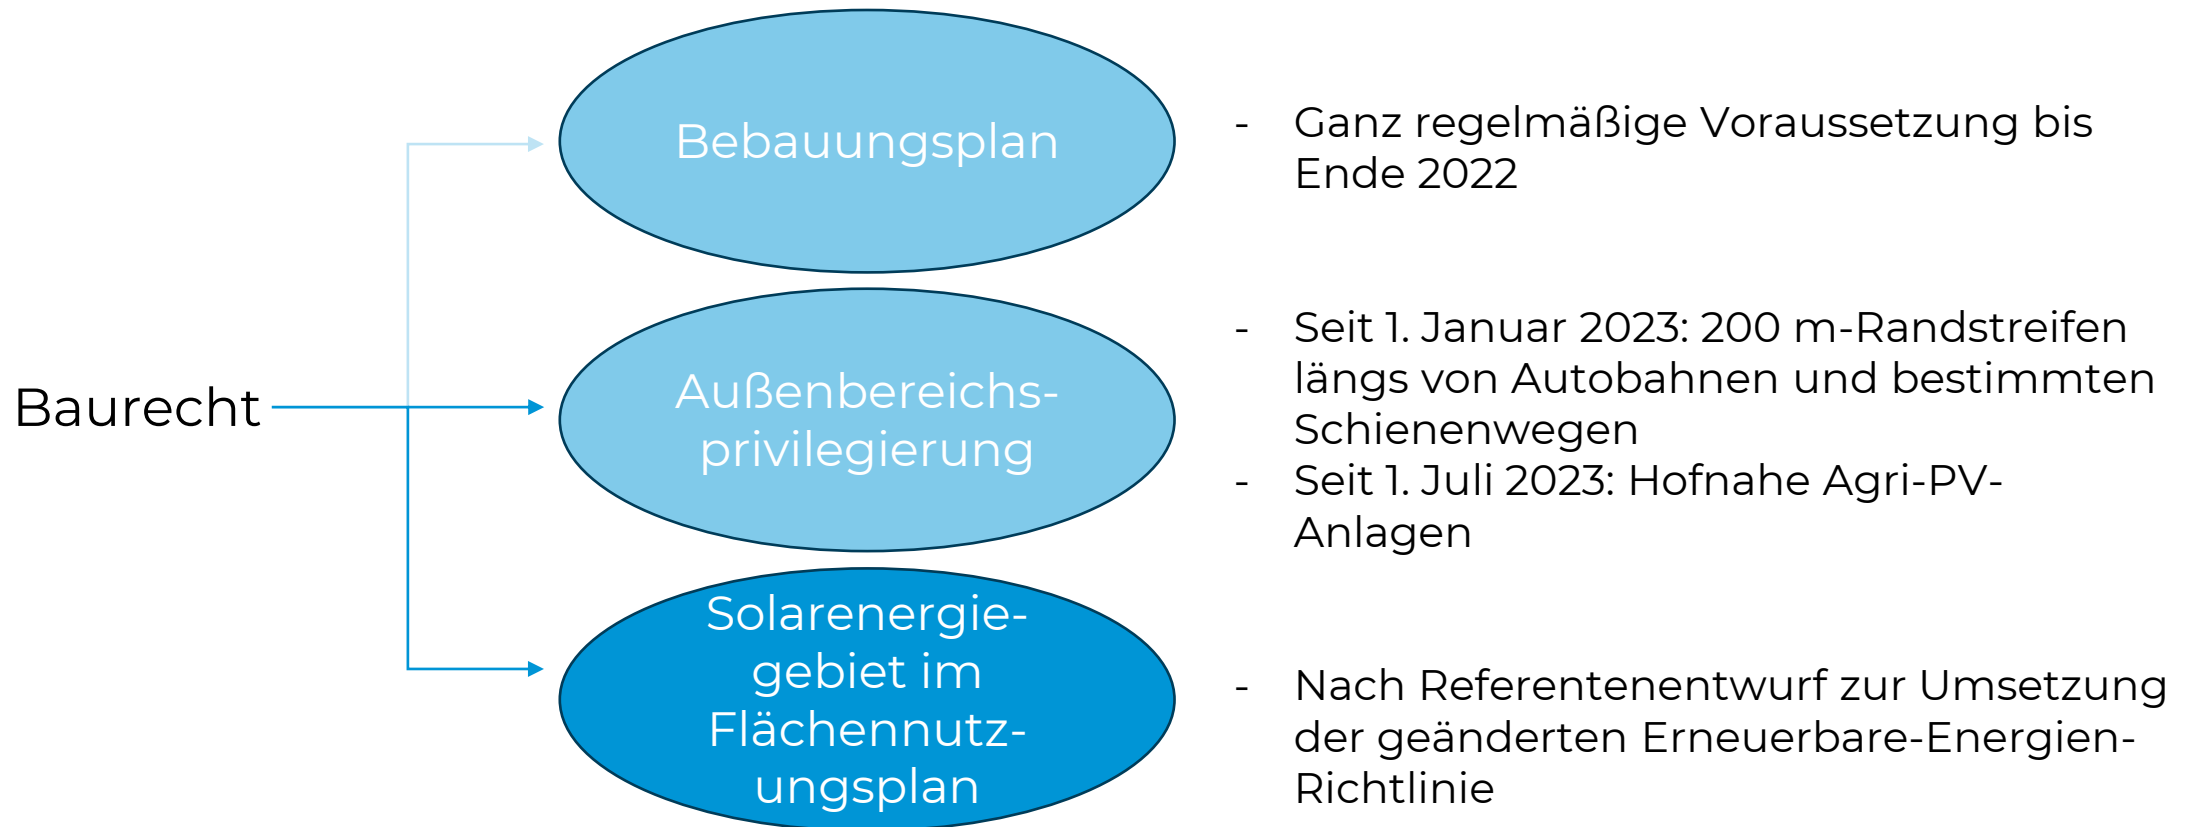 Baurecht
Bebauungsplan
- Ganz regelmäßige Voraussetzung bis
Ende 2022
Außenbereichs-
privilegierung
- Seit 1. Januar 2023: 200 m-Randstreifen
längs von Autobahnen und bestimmten
Schienenwegen
- Seit 1. Juli 2023: Hofnahe Agri-PV-
Anlagen
Solarenergie-
gebiet im
Flächennutz-
ungsplan
- Nach Referentenentwurf zur Umsetzung
der geänderten Erneuerbare-Energien-
Richtlinie